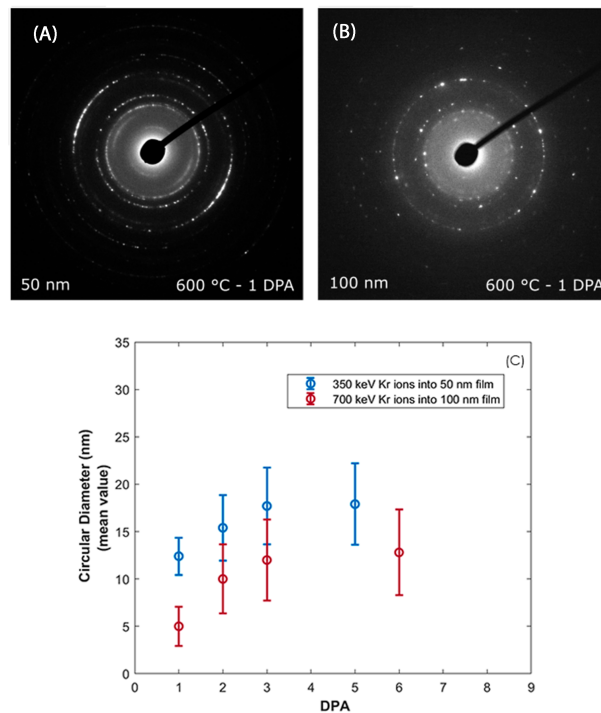 (A)
(B)
50 nm
600 °C - 1 DPA
100 nm
600 °C - 1 DPA
35
30
25
20
15
10
5
0
Circular Diameter (nm)
(mean value)
(C)
350 keV Kr ions into 50 nm film
700 keV Kr ions into 100 nm film
0 1 2 3 4 5 6 7 8 9
DPA